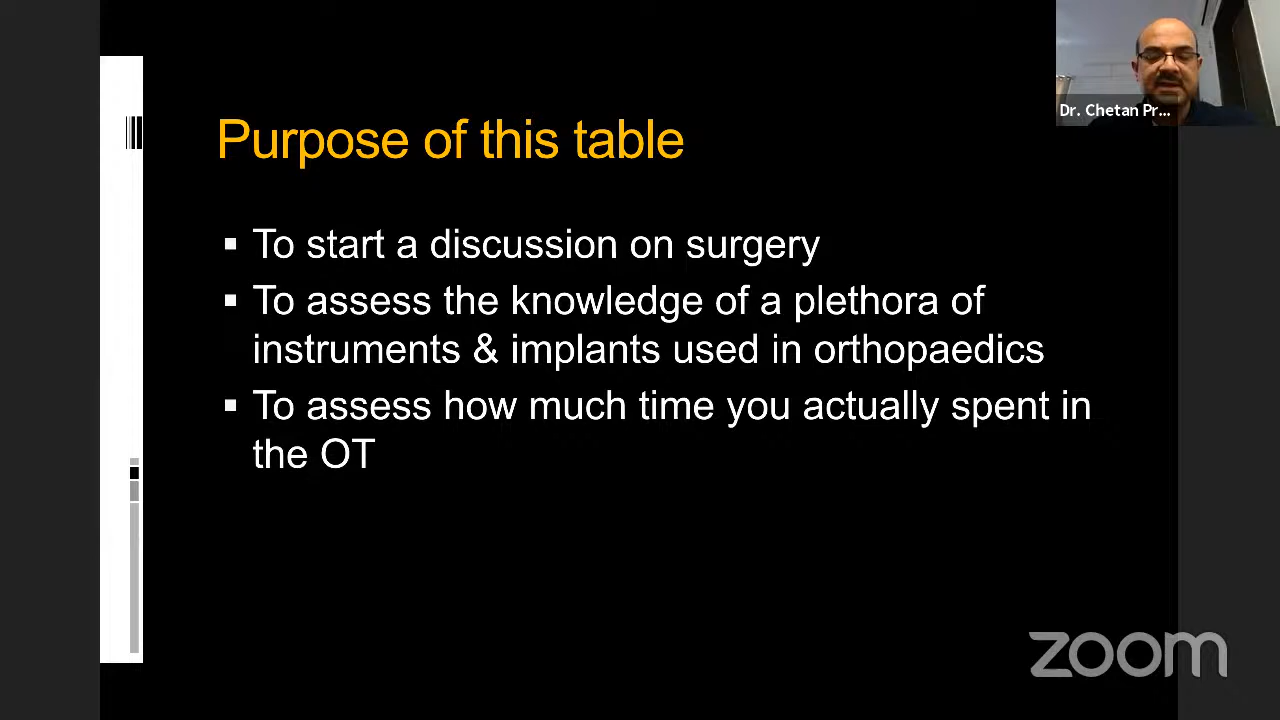 Dr. Chetan Pr...
Purpose of this table
▪ To start a discussion on surgery
▪ To assess the knowledge of a plethora of
instruments & implants used in orthopaedics
▪ To assess how much time you actually spent in
the OT
zoom